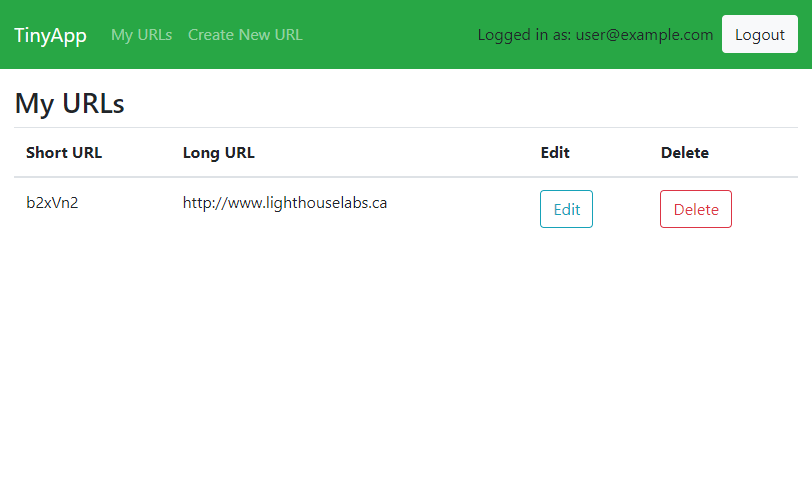 TinyApp My URLs Create New URL Logged in as: user@example.com Logout
My URLs
Short URL Long URL Edit Delete
b2xVn2 http://www.lighthouselabs.ca Edit Delete